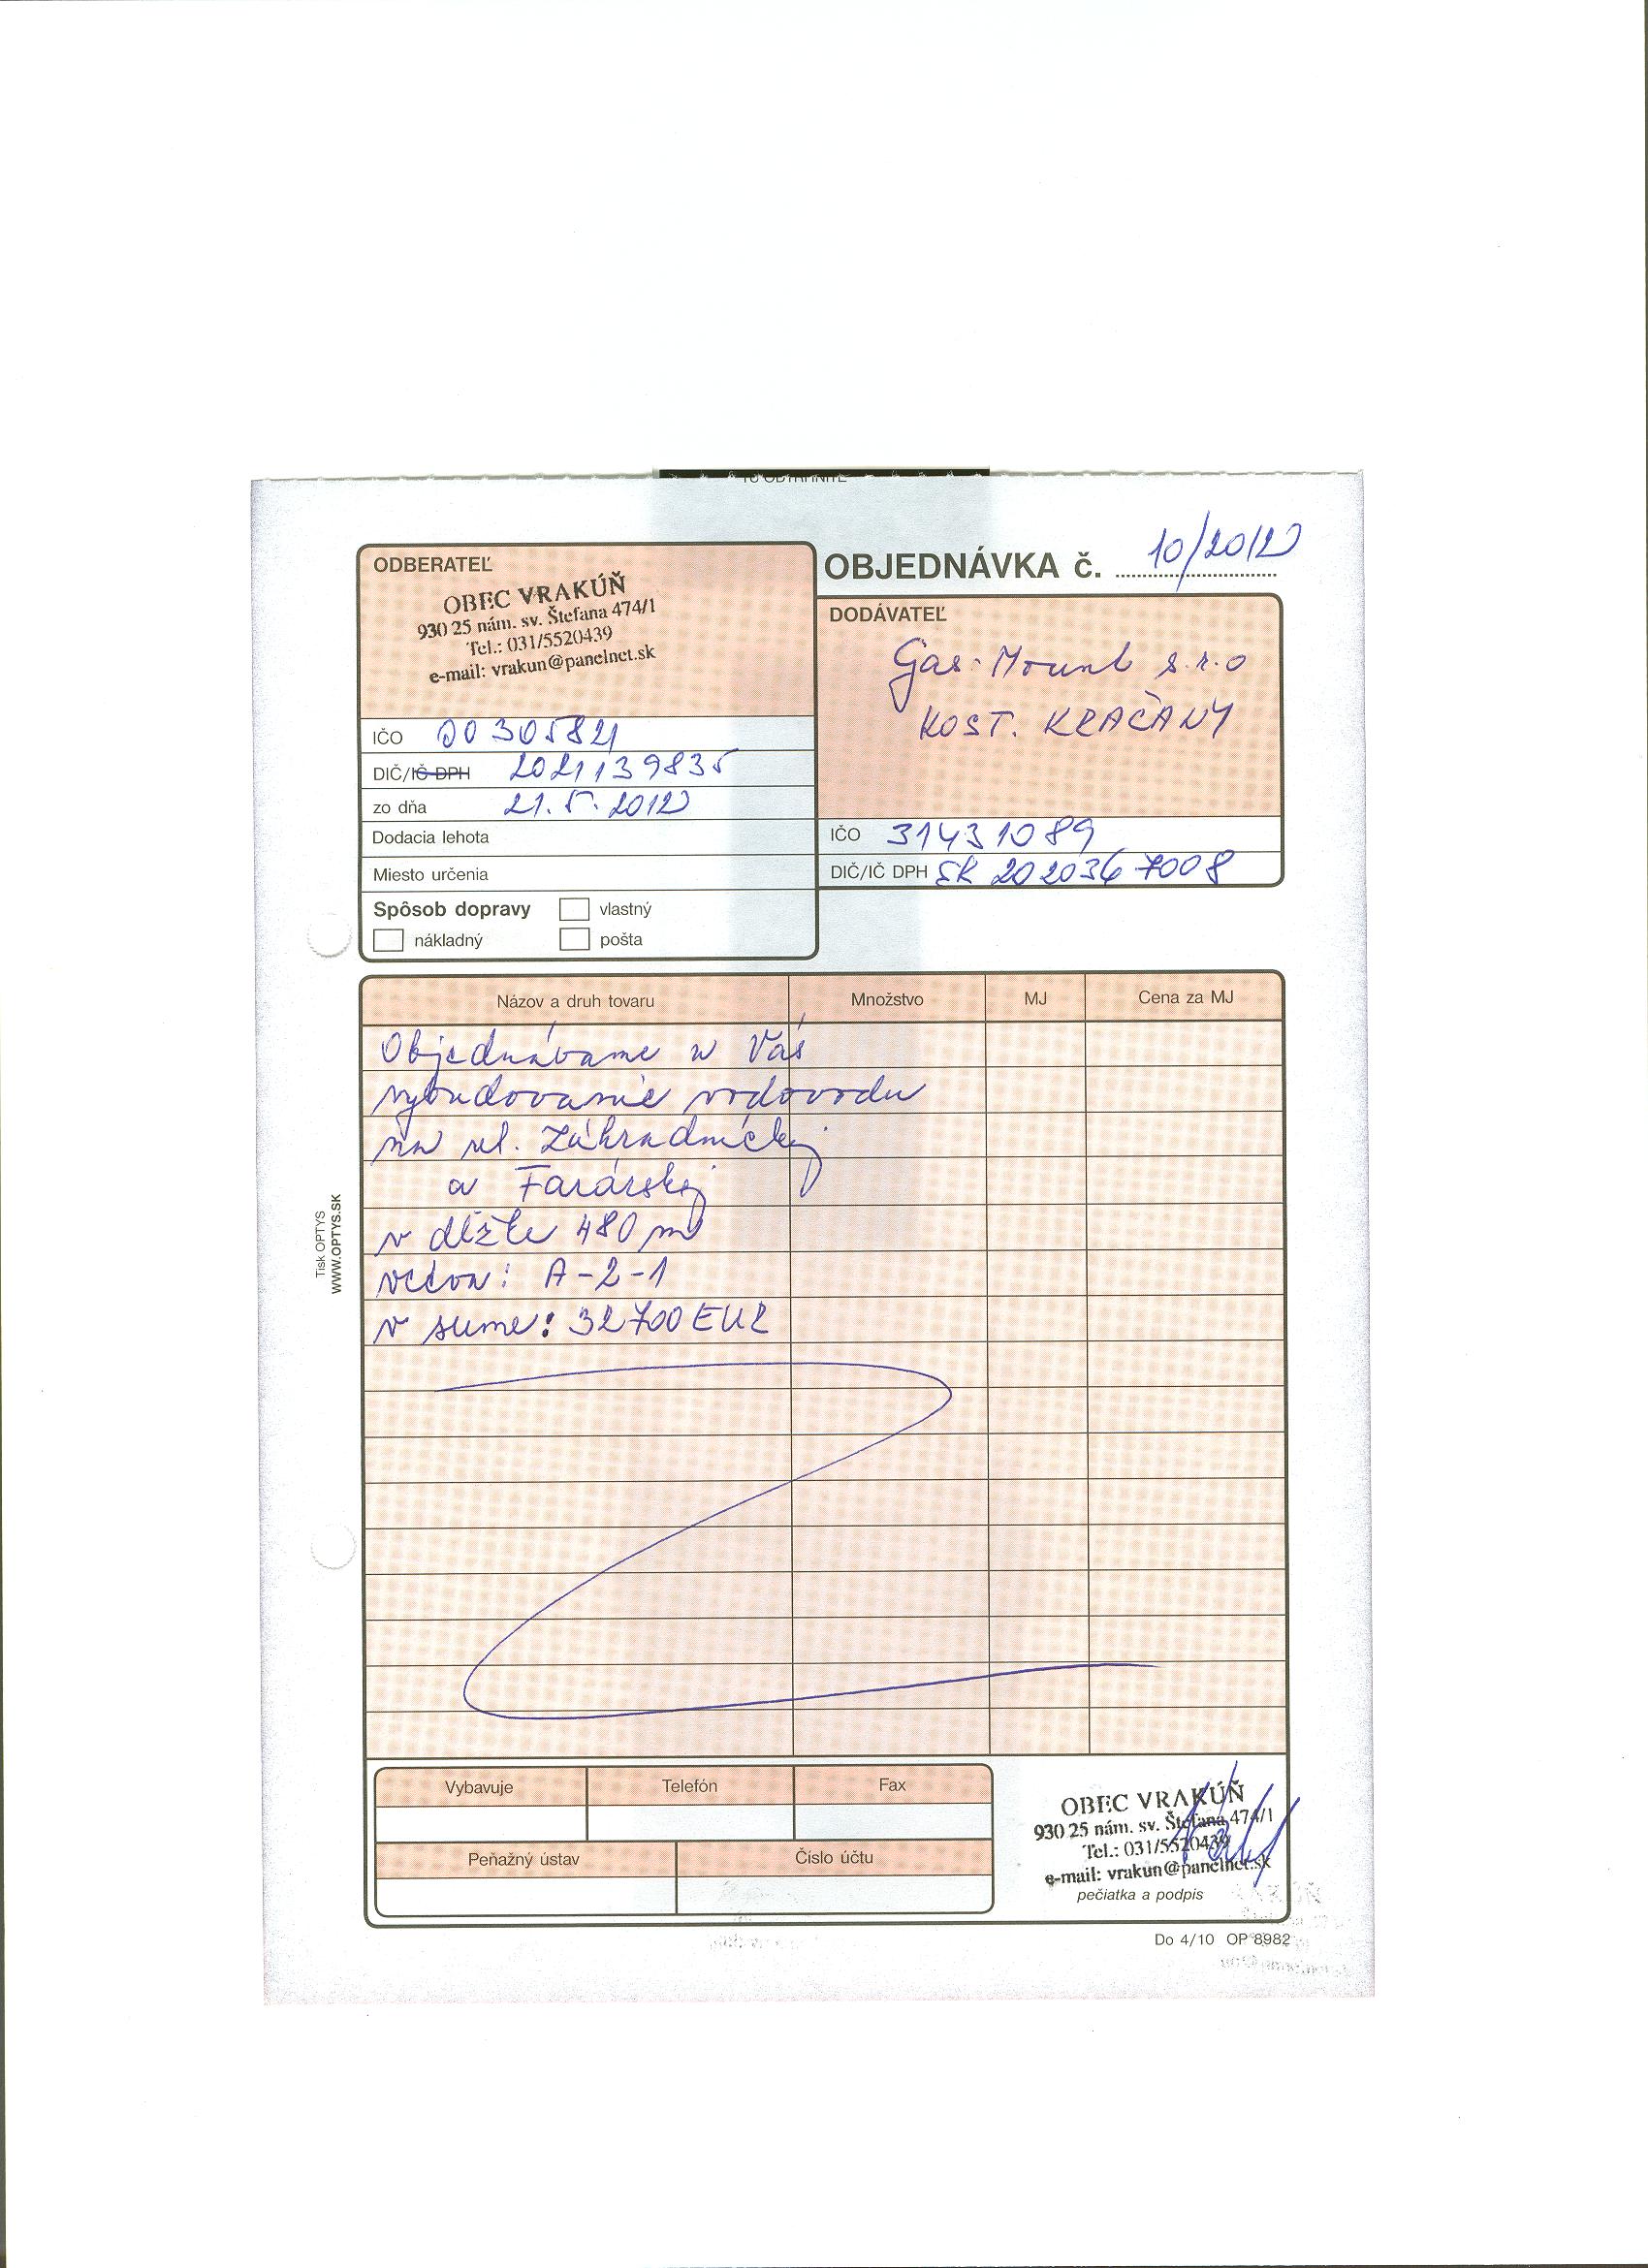 OBJEDNÁVKA č. 10/2012
ODBERATEĽ
OBEC VRAKÚŇ
930 25 nám. sv. Štefana 474/1
Tel.: 031/5520439
e-mail: vrakun@panelnet.sk
IČO 00305821
DIČ/IČ DPH 2021139835
zo dňa 21.5.2012
Dodacia lehota
Miesto určenia
Spôsob dopravy vlastný
nákladný pošta
DODÁVATEĽ
Gas-Mount s.r.o
KOST. KRAČANY
IČO 31431089
DIČ/IČ DPH SK 2020367008
Názov a druh tovaru Množstvo MJ Cena za MJ
Objednávame u Vás
vybudovanie vodovodu
na ul. Záhradníckej
a Farárskej
v dĺžke 480 m
vetva: A-2-1
v sume: 32700 EUR
Tisk OPTYS
WWW.OPTYS.SK
Vybavuje Telefón Fax
Peňažný ústav Číslo účtu
OBEC VRAKÚŇ
930 25 nám. sv. Štefana 474/1
Tel.: 031/5520439
e-mail: vrakun@panelnet.sk
pečiatka a podpis
Do 4/10 OP 8982